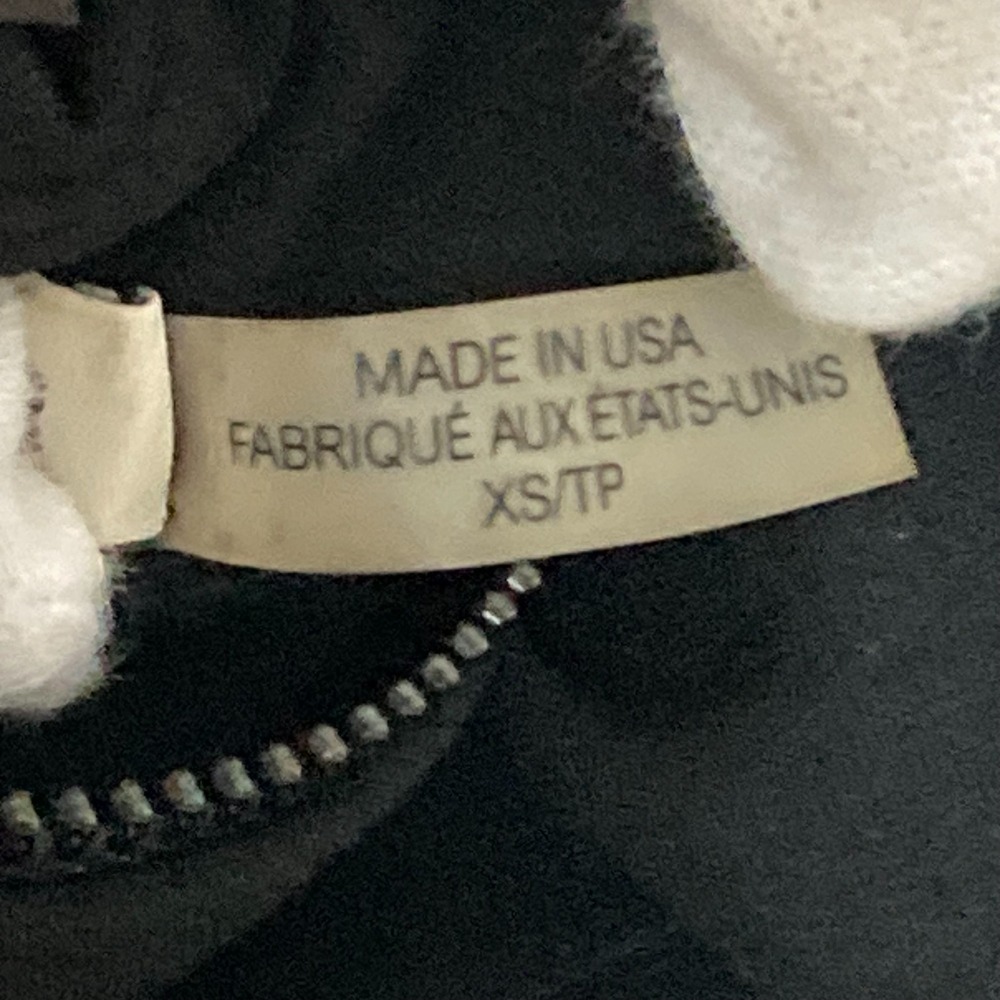 MADE IN USA
FABRIQUÉ AUX ÉTATS-UNIS
XS/TP